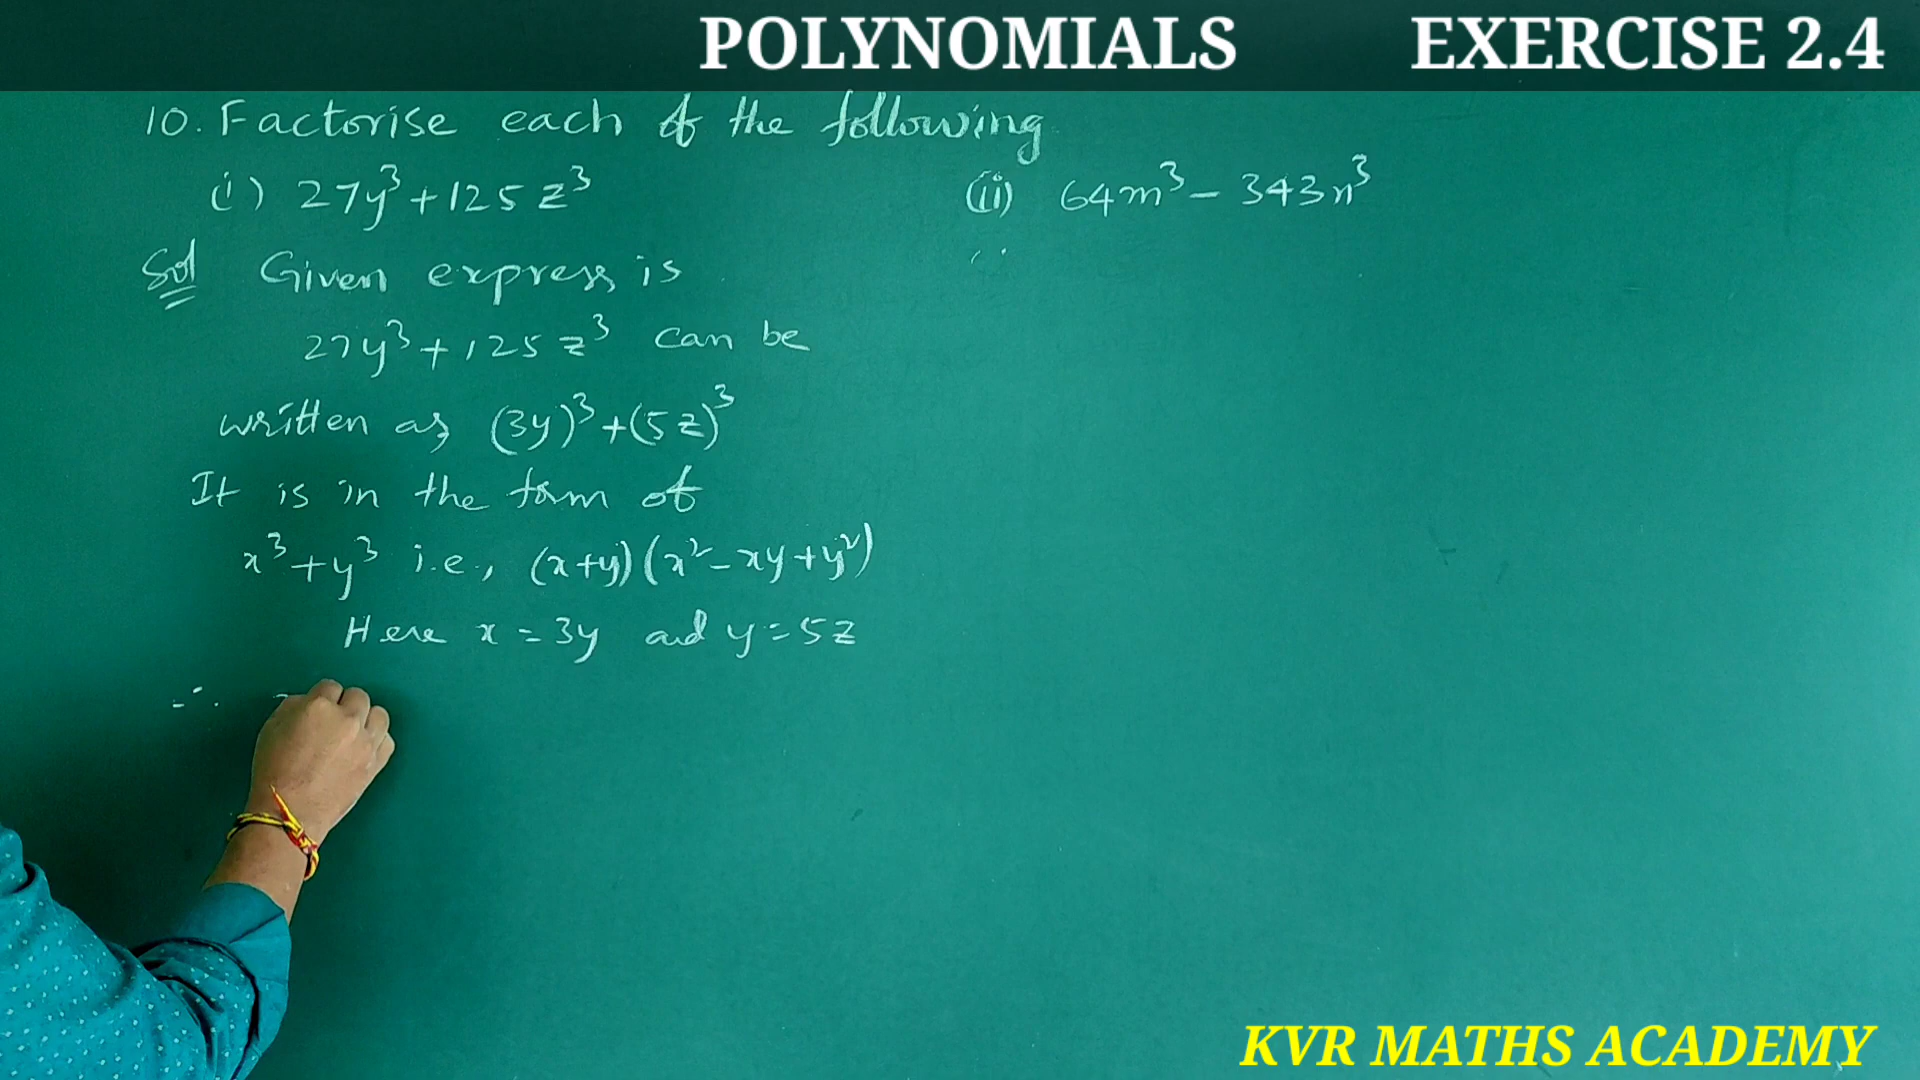 POLYNOMIALS EXERCISE 2.4
10. Factorise each of the following
(i) 27y³+125z³
(ii) 64m³-343n³
Sol Given express is
27y³+125z³ can be
written as (3y)³+(5z)³
It is in the form of
x³+y³ i.e., (x+y)(x²-xy+y²)
Here x=3y and y=5z
∴
KVR MATHS ACADEMY